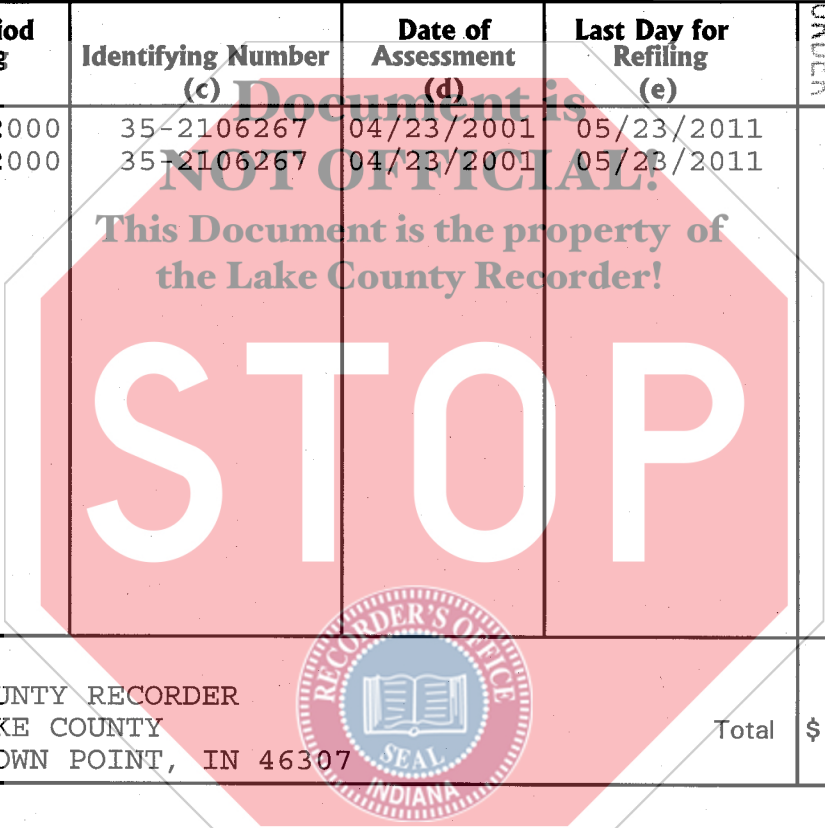 iod Identifying Number Date of Last Day for
g (c) Assessment Refiling
(d) (e)
2000 35-2106267 04/23/2001 05/23/2011
2000 35-2106267 04/23/2001 05/23/2011
Document is
NOT OFFICIAL!
This Document is the property of
the Lake County Recorder!
STOP
RECORDER'S OFFICE
SEAL
INDIANA
UNTY RECORDER
KE COUNTY
OWN POINT, IN 46307
Total $